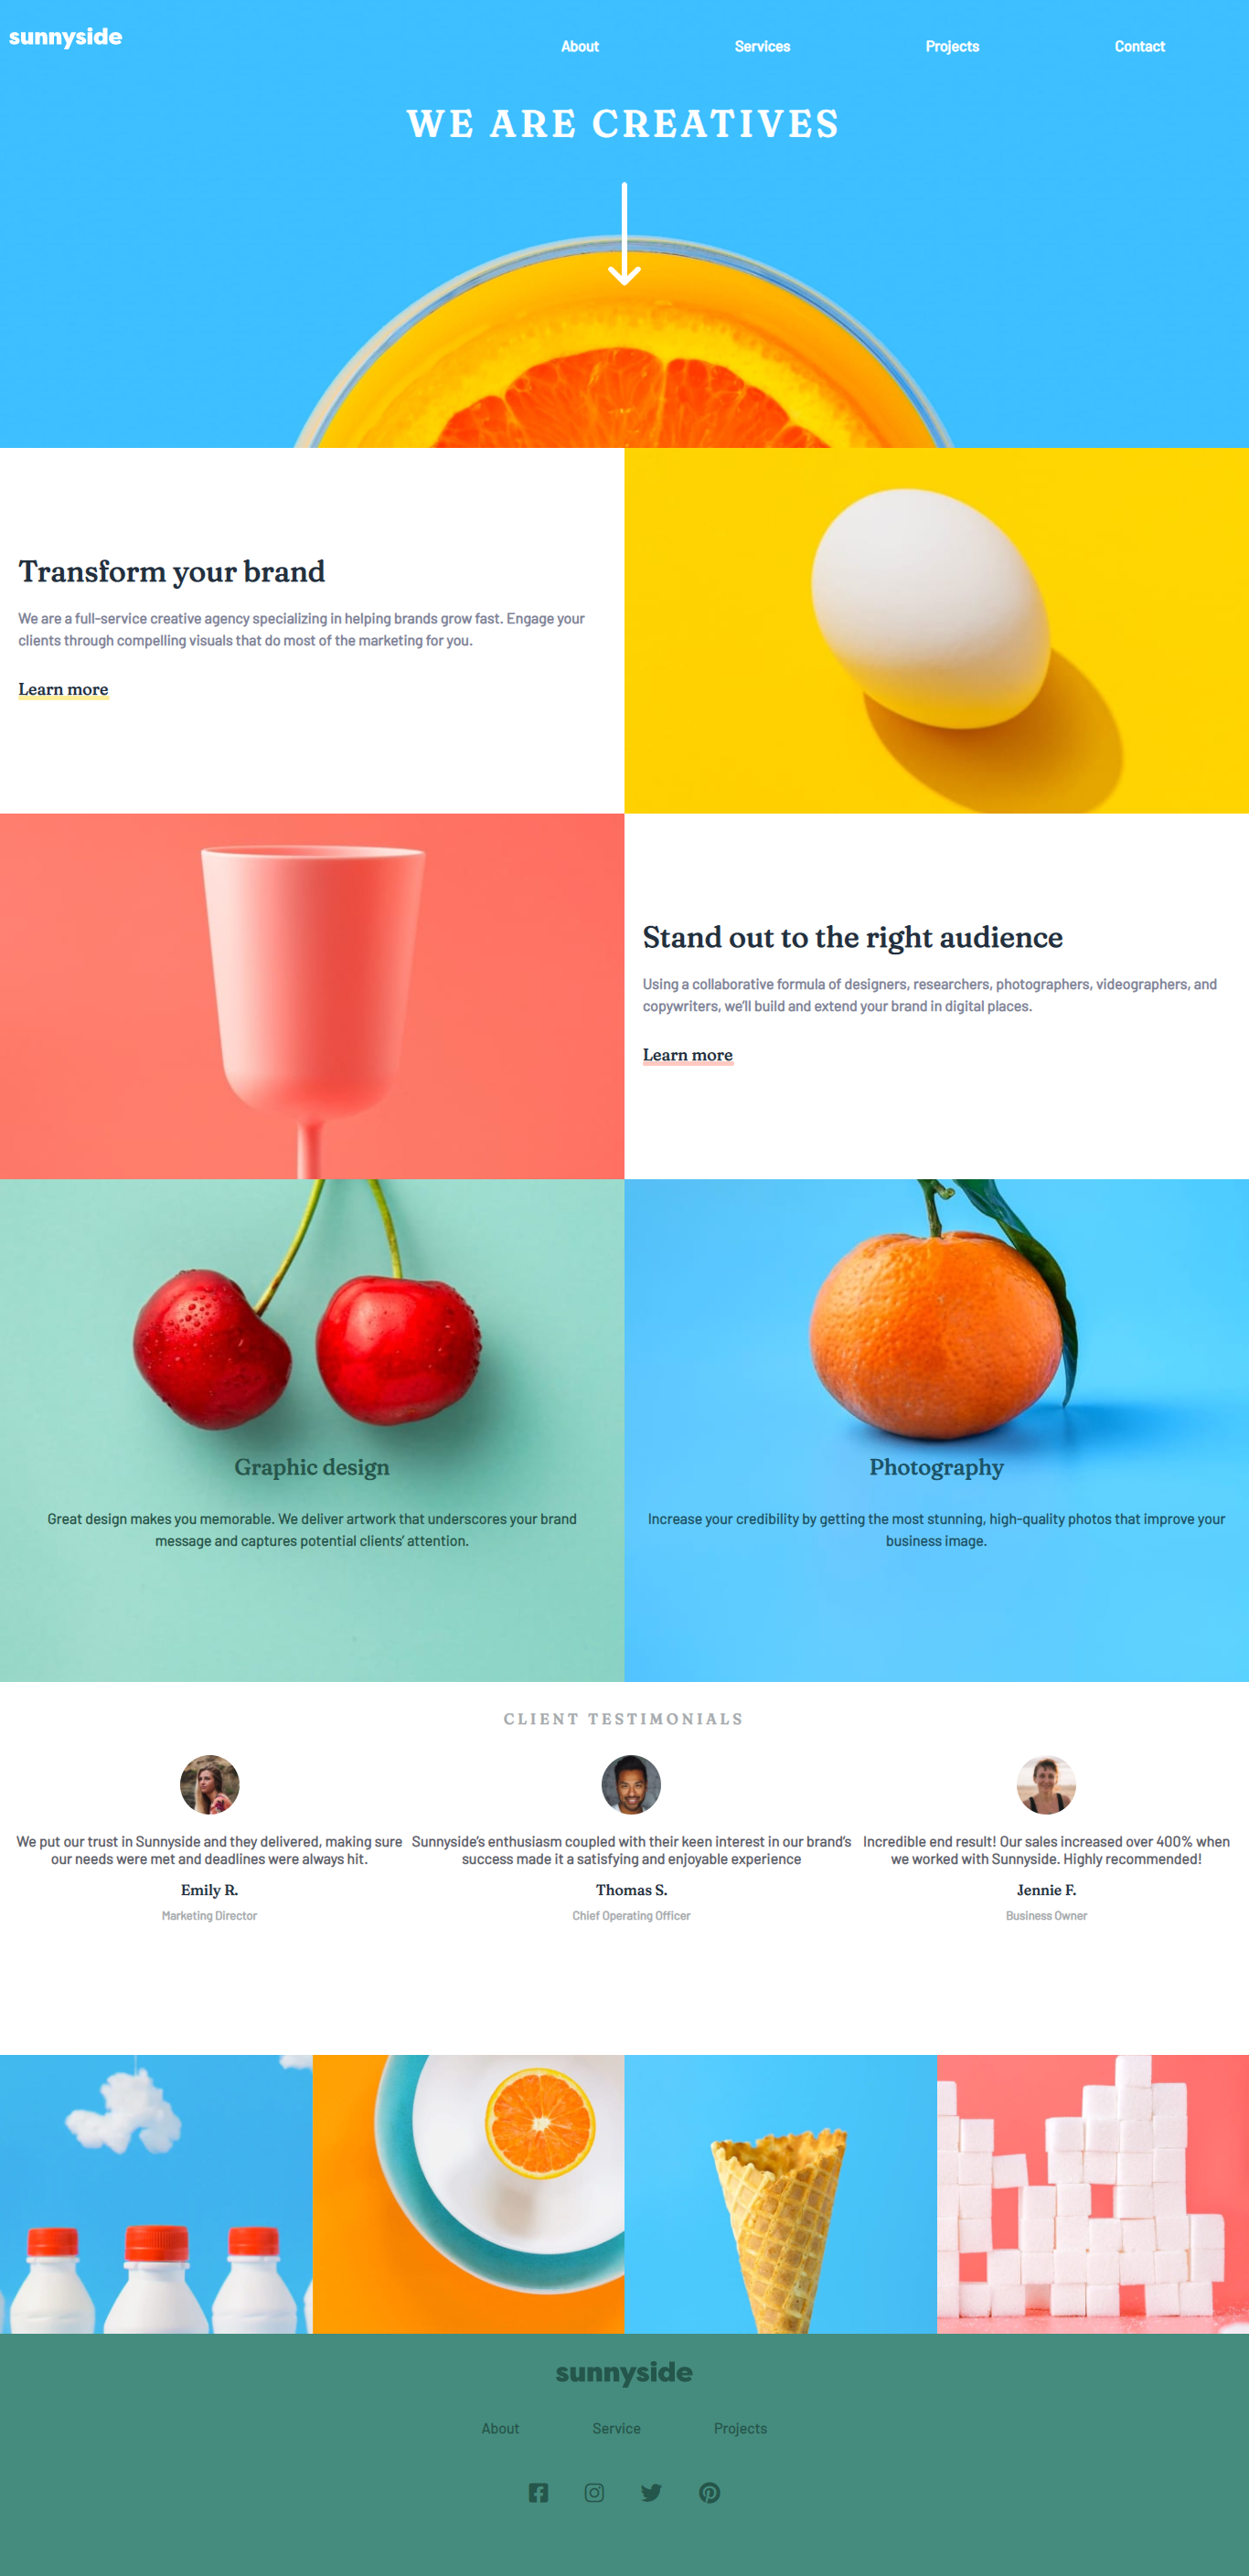 sunnyside
About
Services
Projects
Contact
WE ARE CREATIVES
Transform your brand
We are a full-service creative agency specializing in helping brands grow fast. Engage your
clients through compelling visuals that do most of the marketing for you.
Learn more
Stand out to the right audience
Using a collaborative formula of designers, researchers, photographers, videographers, and
copywriters, we’ll build and extend your brand in digital places.
Learn more
Graphic design
Great design makes you memorable. We deliver artwork that underscores your brand
message and captures potential clients’ attention.
Photography
Increase your credibility by getting the most stunning, high-quality photos that improve your
business image.
CLIENT TESTIMONIALS
We put our trust in Sunnyside and they delivered, making sure
our needs were met and deadlines were always hit.
Emily R.
Marketing Director
Sunnyside’s enthusiasm coupled with their keen interest in our brand’s
success made it a satisfying and enjoyable experience
Thomas S.
Chief Operating Officer
Incredible end result! Our sales increased over 400% when
we worked with Sunnyside. Highly recommended!
Jennie F.
Business Owner
sunnyside
About
Service
Projects